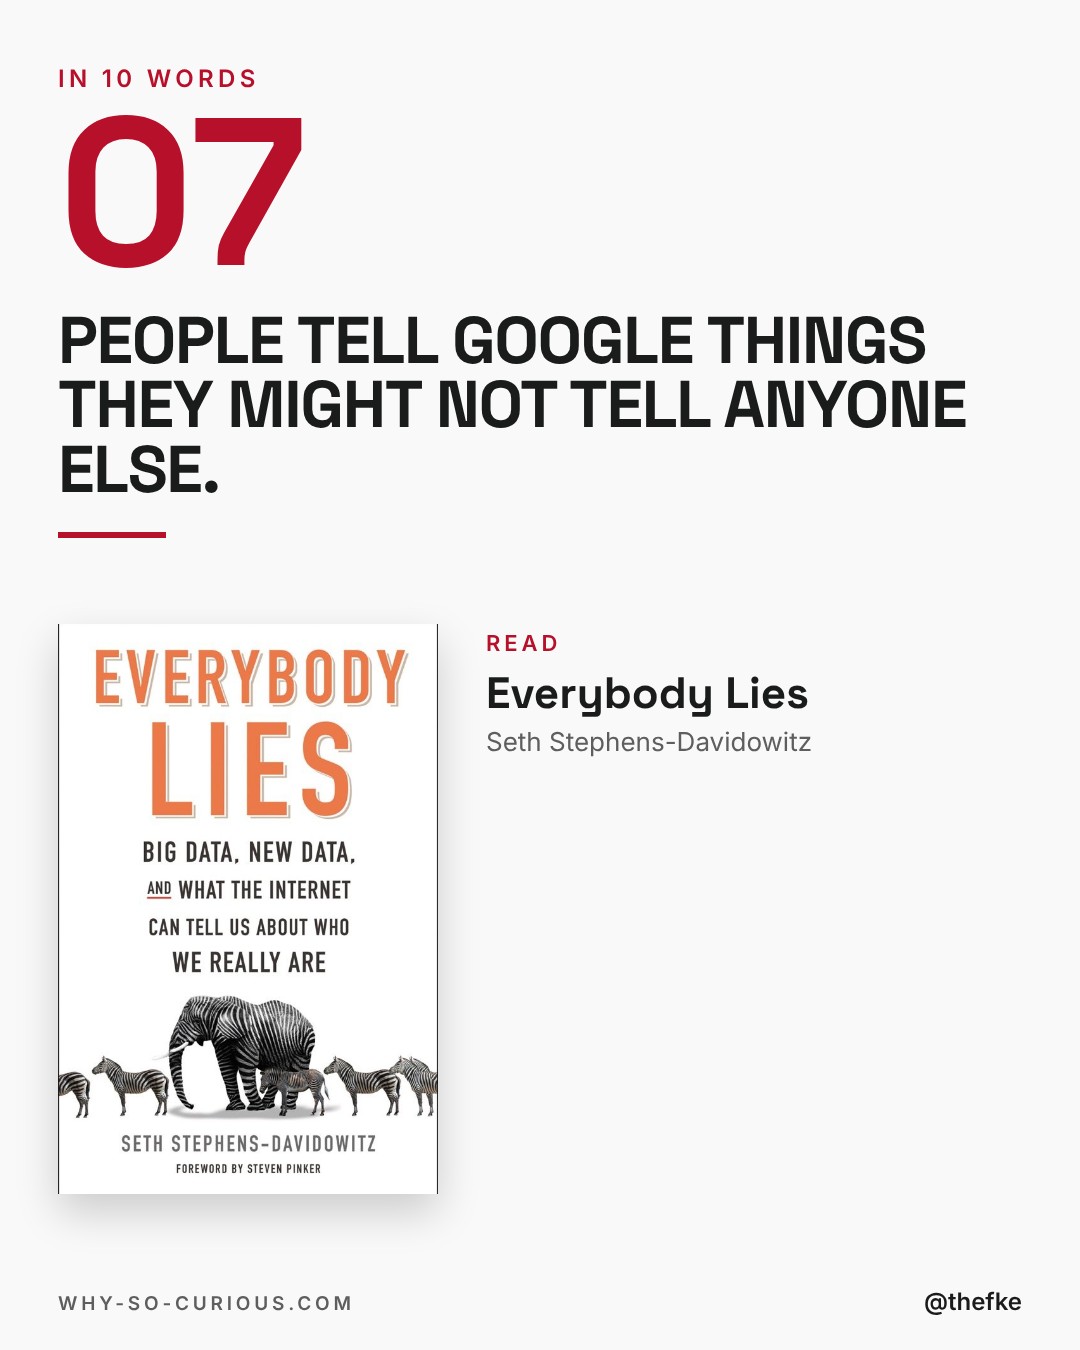 IN 10 WORDS
07
PEOPLE TELL GOOGLE THINGS
THEY MIGHT NOT TELL ANYONE
ELSE.
EVERYBODY
LIES
BIG DATA, NEW DATA,
AND WHAT THE INTERNET
CAN TELL US ABOUT WHO
WE REALLY ARE
SETH STEPHENS-DAVIDOWITZ
FOREWORD BY STEVEN PINKER
READ
Everybody Lies
Seth Stephens-Davidowitz
WHY-SO-CURIOUS.COM
@thefke